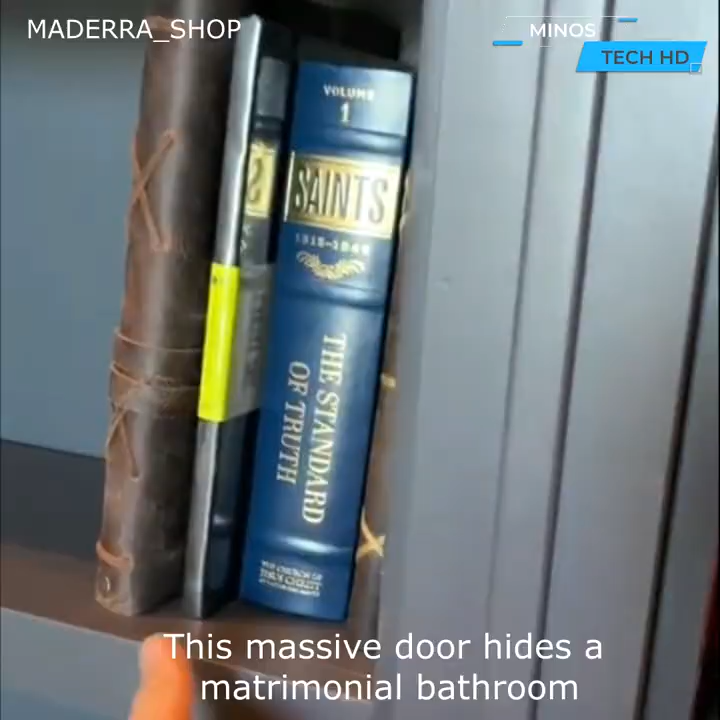 MADERRA_SHOP
MINOS
TECH HD
VOLUME
1
SAINTS
THE STANDARD
OF TRUTH
This massive door hides a
matrimonial bathroom